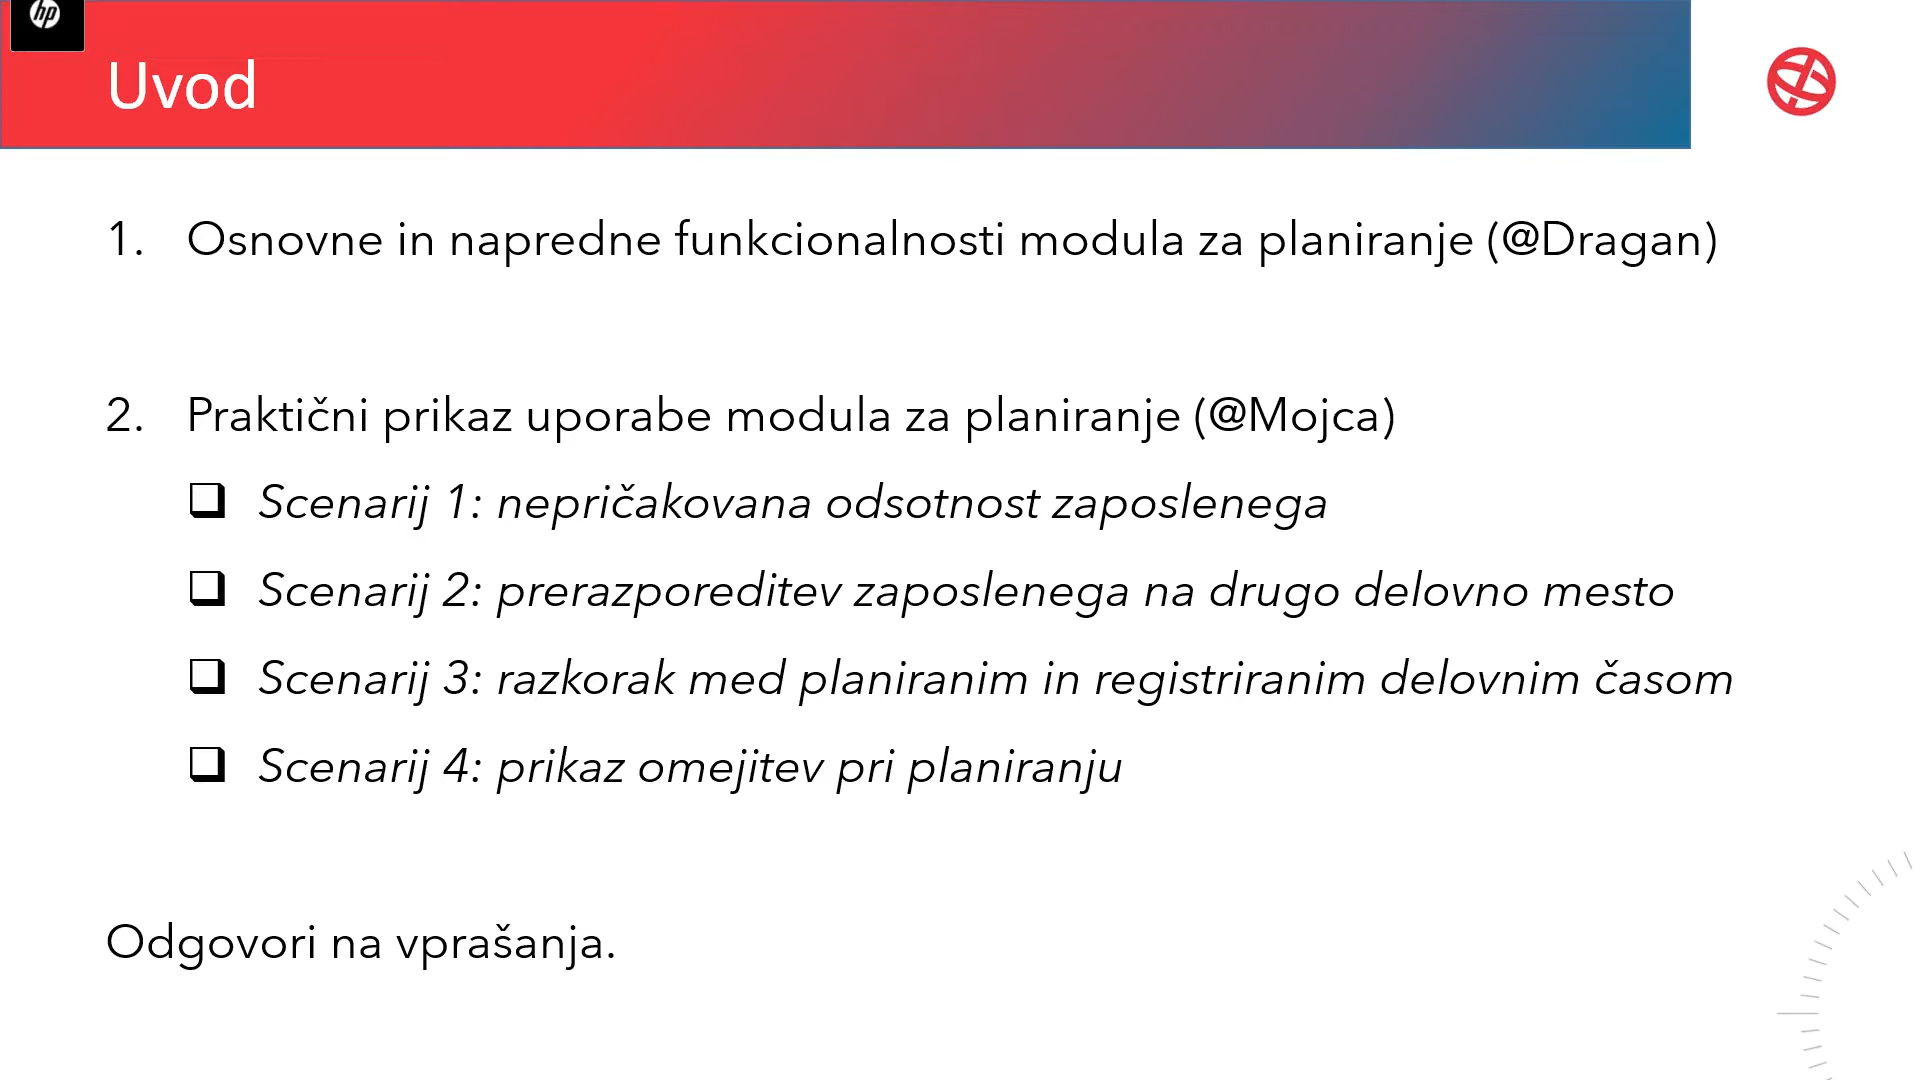 hp
Uvod
1. Osnovne in napredne funkcionalnosti modula za planiranje (@Dragan)
2. Praktični prikaz uporabe modula za planiranje (@Mojca)
❑ Scenarij 1: nepričakovana odsotnost zaposlenega
❑ Scenarij 2: prerazporeditev zaposlenega na drugo delovno mesto
❑ Scenarij 3: razkorak med planiranim in registriranim delovnim časom
❑ Scenarij 4: prikaz omejitev pri planiranju
Odgovori na vprašanja.